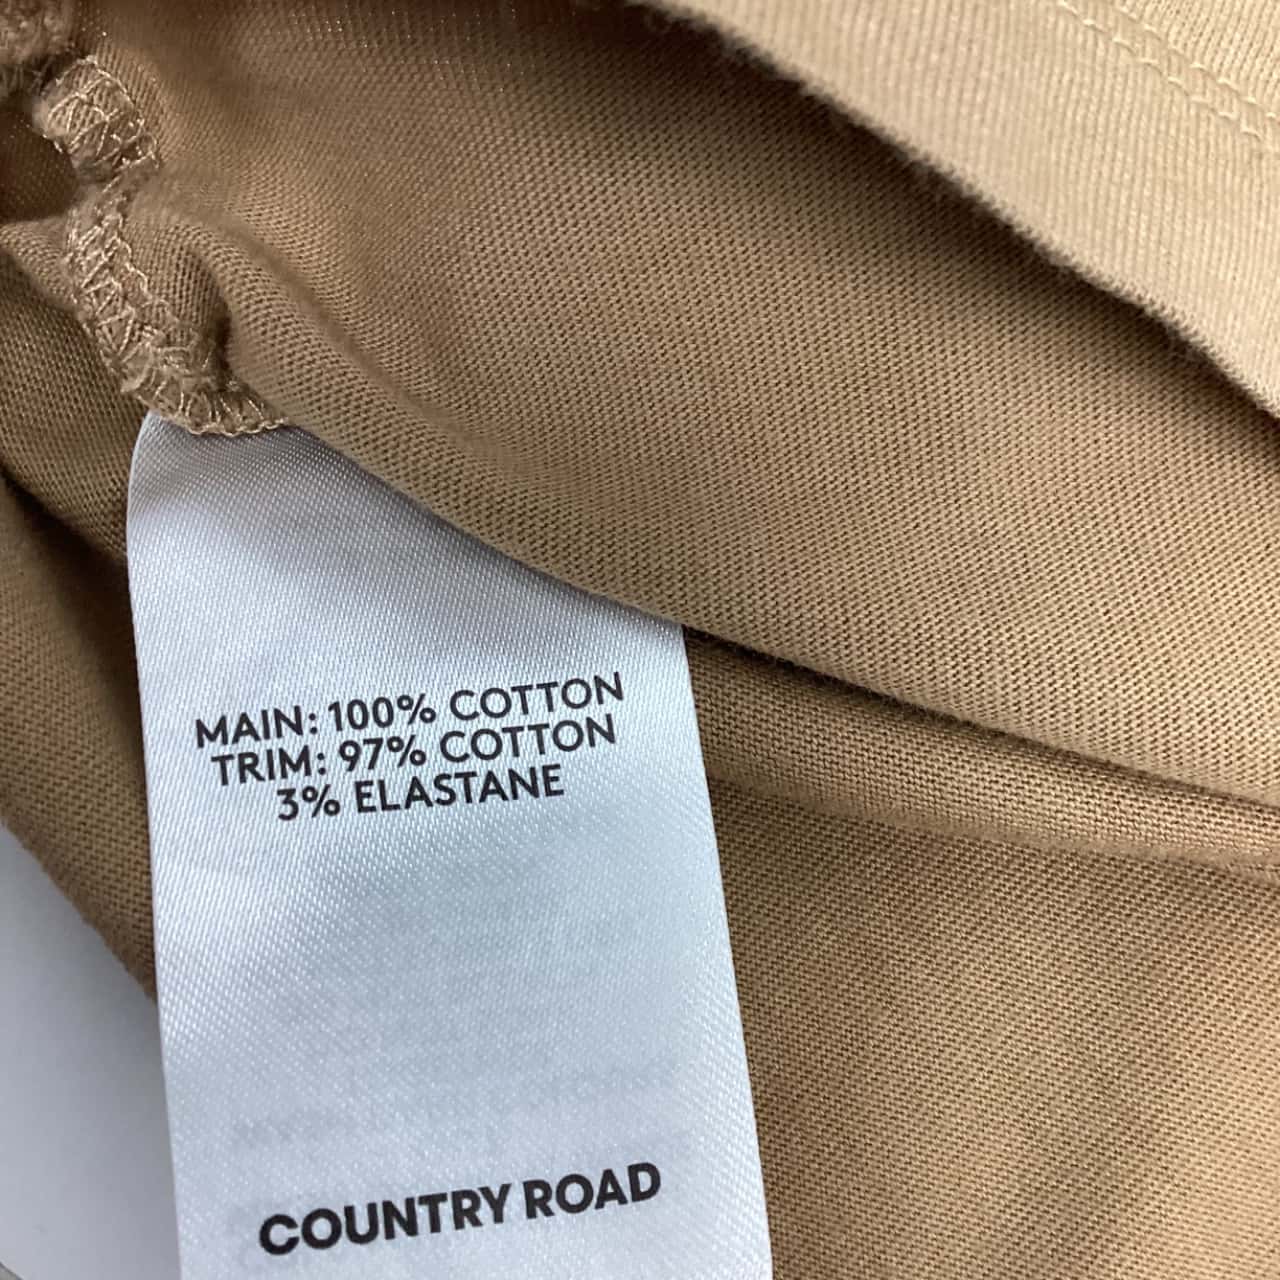 MAIN: 100% COTTON
TRIM: 97% COTTON
3% ELASTANE
COUNTRY ROAD